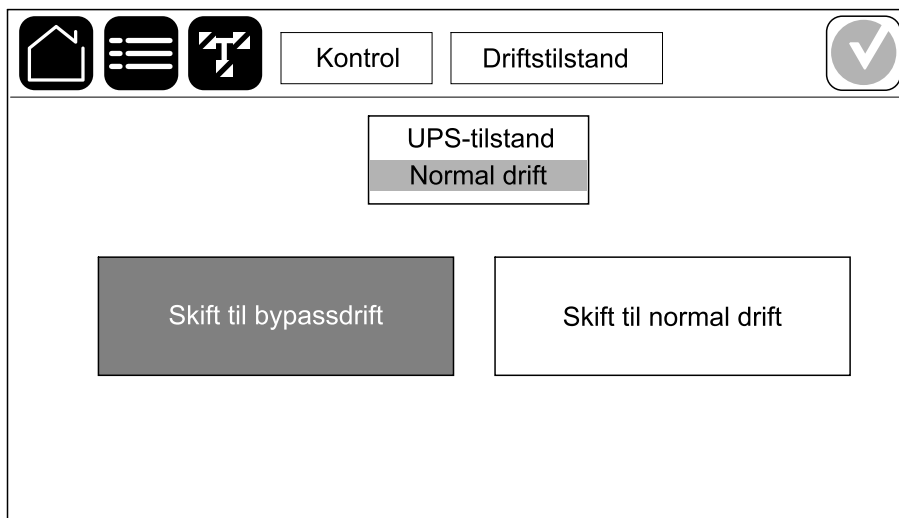 Kontrol
Driftstilstand
UPS-tilstand
Normal drift
Skift til bypassdrift
Skift til normal drift